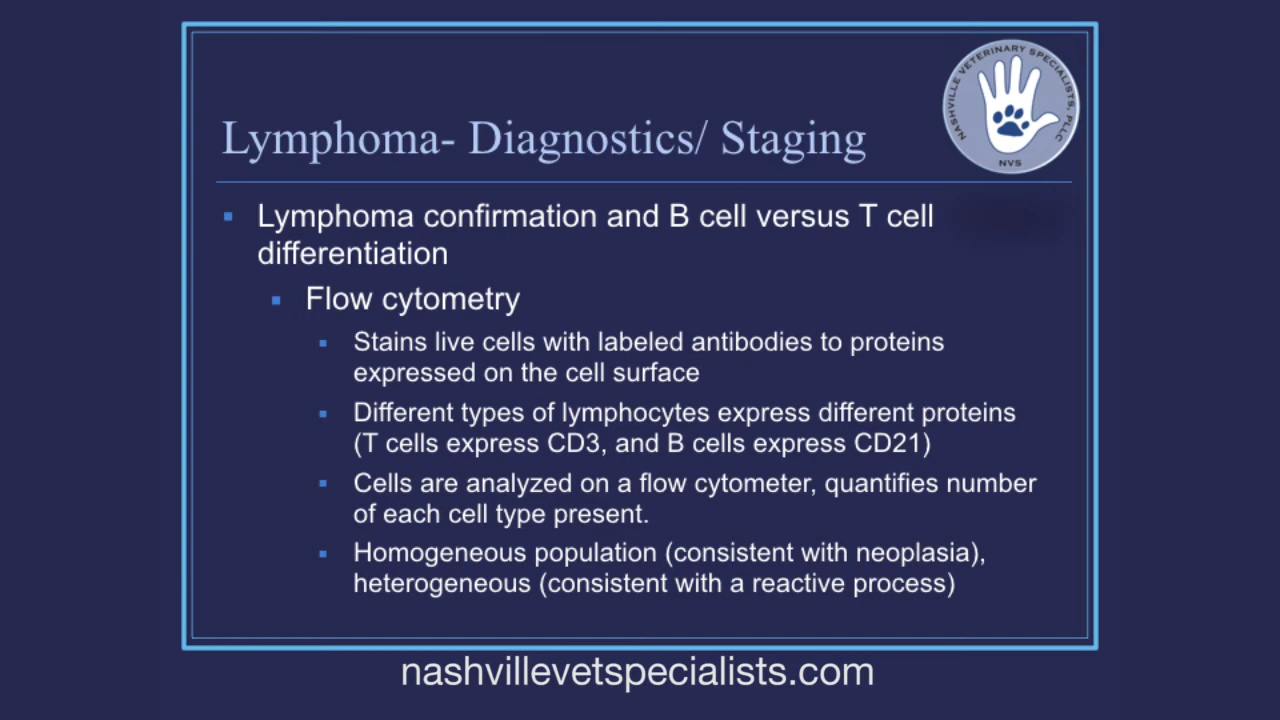 NASHVILLE VETERINARY SPECIALISTS, PLLC
NVS
Lymphoma- Diagnostics/ Staging
Lymphoma confirmation and B cell versus T cell
differentiation
Flow cytometry
Stains live cells with labeled antibodies to proteins
expressed on the cell surface
Different types of lymphocytes express different proteins
(T cells express CD3, and B cells express CD21)
Cells are analyzed on a flow cytometer, quantifies number
of each cell type present.
Homogeneous population (consistent with neoplasia),
heterogeneous (consistent with a reactive process)
nashvillevetspecialists.com